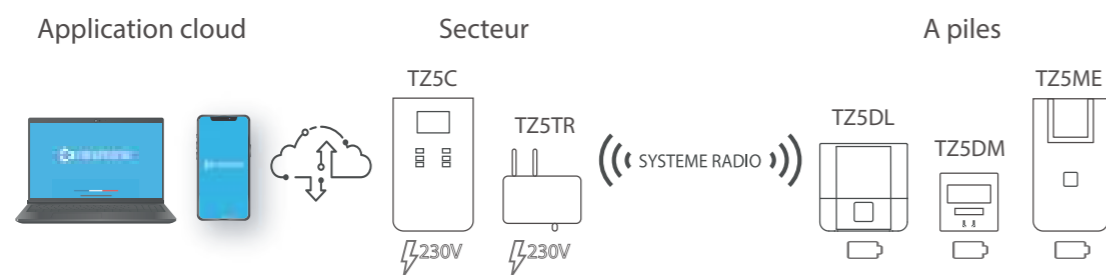 Application cloud
Secteur
A piles
TZ5C
TZ5TR
SYSTEME RADIO
TZ5DL
TZ5DM
TZ5ME
230V
230V